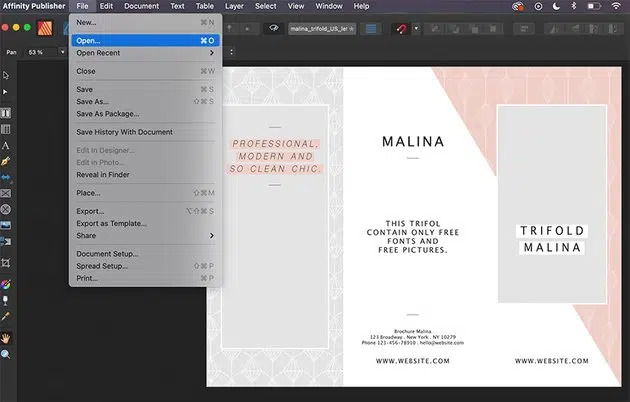 Affinity Publisher File Edit Document Text Table Layer View Window Help
New... ⌘N
Pan 53 %
malina_trifold_US_let
Open... ⌘O
Open Recent
Close ⌘W
Save ⌘S
Save As... ⇧⌘S
Save As Package...
Save History With Document
Edit in Designer...
Edit in Photo...
Reveal in Finder
Place... ⇧⌘M
Export... ⌥⇧⌘S
Export as Template...
Share
Document Setup...
Spread Setup... ⇧⌘P
Print... ⌘P
PROFESSIONAL,
MODERN AND
SO CLEAN CHIC.
MALINA
THIS TRIFOL
CONTAIN ONLY FREE
FONTS AND
FREE PICTURES.
Brochure Malina
123 Broadway . New York . NY 10279
Phone 123-456-78910 . hello@website.com
WWW.WEBSITE.COM
TRIFOLD
MALINA
WWW.WEBSITE.COM